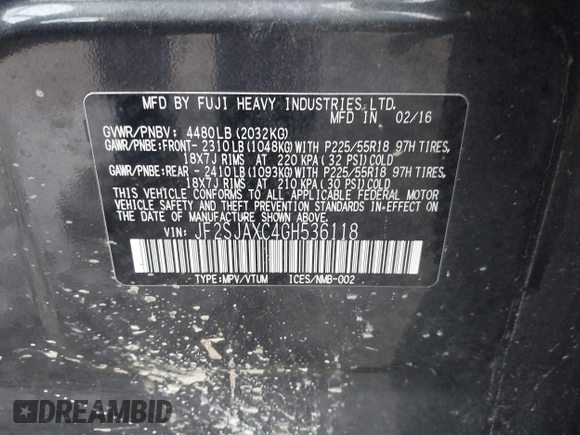 MFD BY FUJI HEAVY INDUSTRIES, LTD.
MFD IN 02/16
GVWR/PNBV: 4480LB(2032KG)
GAWR/PNBE:FRONT- 2310LB(1048KG)WITH P225/55R18 97H TIRES,
18X7J RIMS AT 220 KPA( 32 PSI)COLD
GAWR/PNBE:REAR - 2410LB(1093KG)WITH P225/55R18 97H TIRES,
18X7J RIMS AT 210 KPA( 30 PSI)COLD
THIS VEHICLE CONFORMS TO ALL APPLICABLE FEDERAL MOTOR
VEHICLE SAFETY, BUMPER, AND THEFT PREVENTION STANDARDS
IN EFFECT ON THE DATE OF MANUFACTURE SHOWN ABOVE.
VIN: JF2SJAXC4GH536118
TYPE:MPV/VTUM ICES/NMB-002
DREAMBID